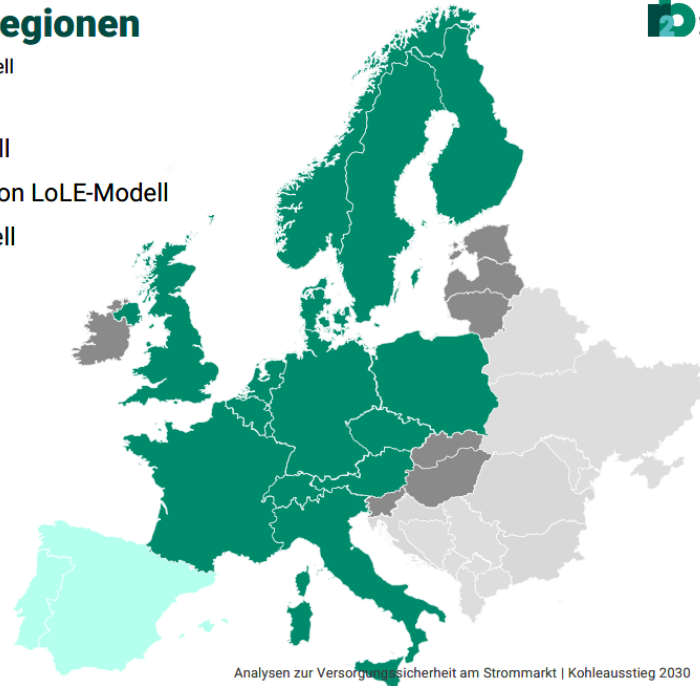 egionen
ell
ll
on LoLE-Modell
ell
Analysen zur Versorgungssicherheit am Strommarkt | Kohleausstieg 2030